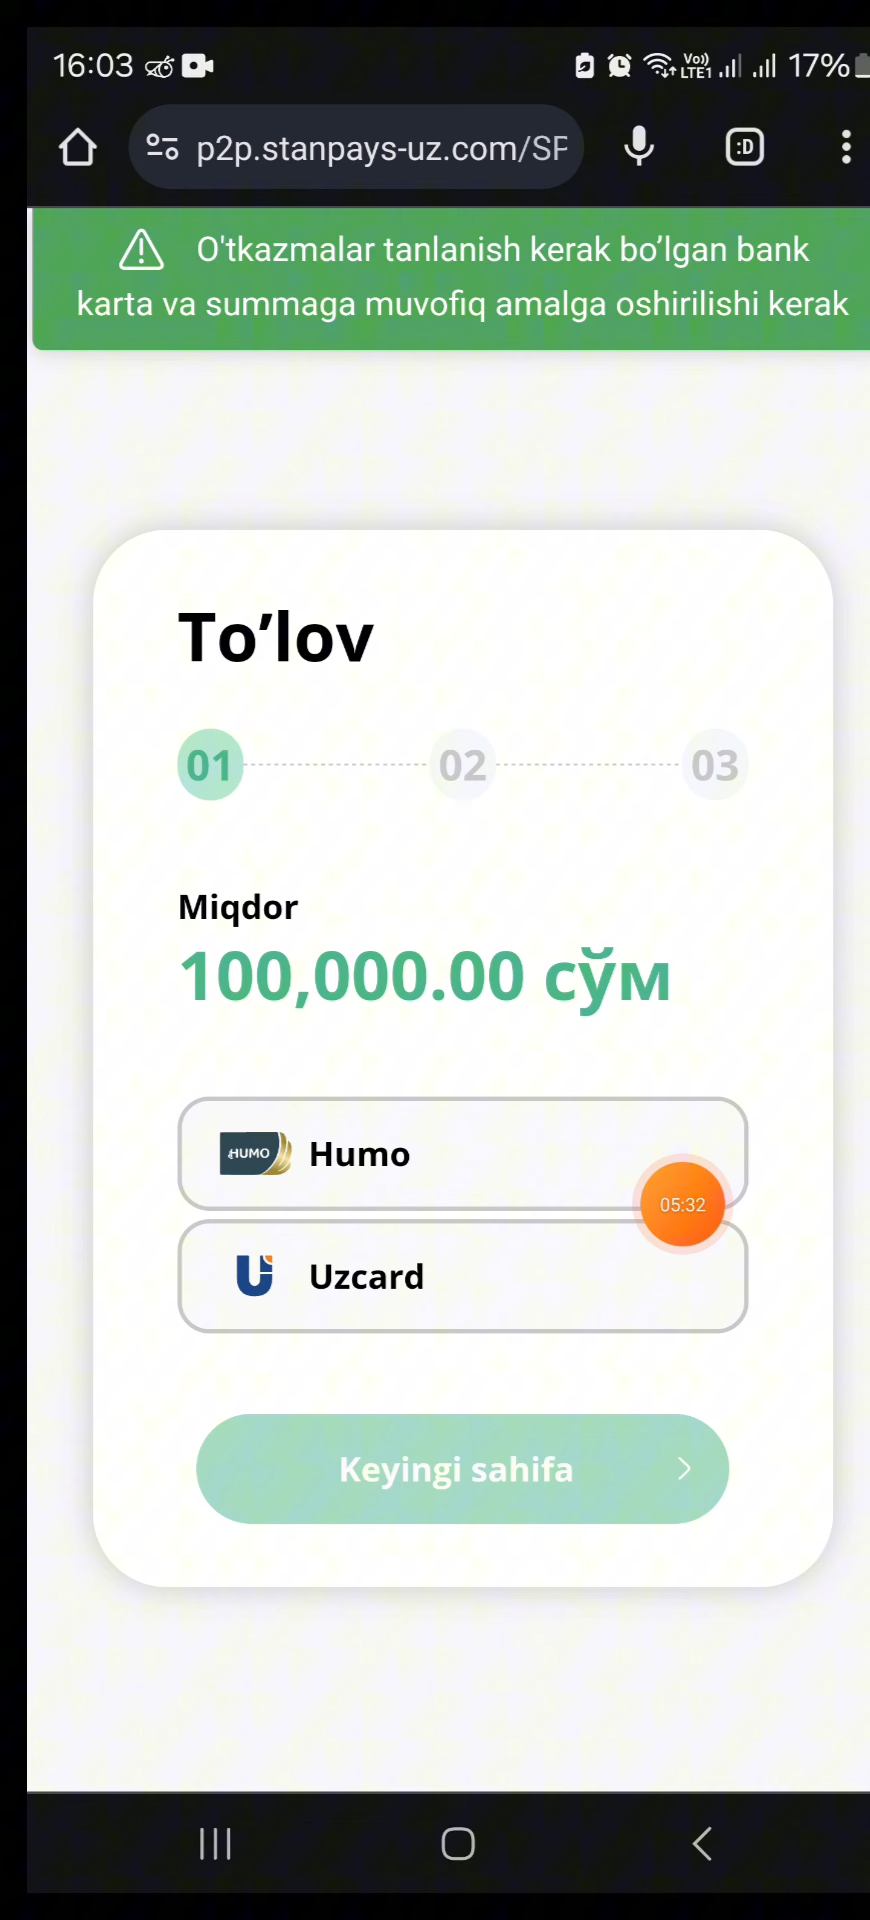 16:03
Vo))
LTE1
17%
p2p.stanpays-uz.com/SF
:D
O'tkazmalar tanlanish kerak bo’lgan bank
karta va summaga muvofiq amalga oshirilishi kerak
To’lov
01
02
03
Miqdor
100,000.00 сўм
HUMO
Humo
05:32
Uzcard
Keyingi sahifa